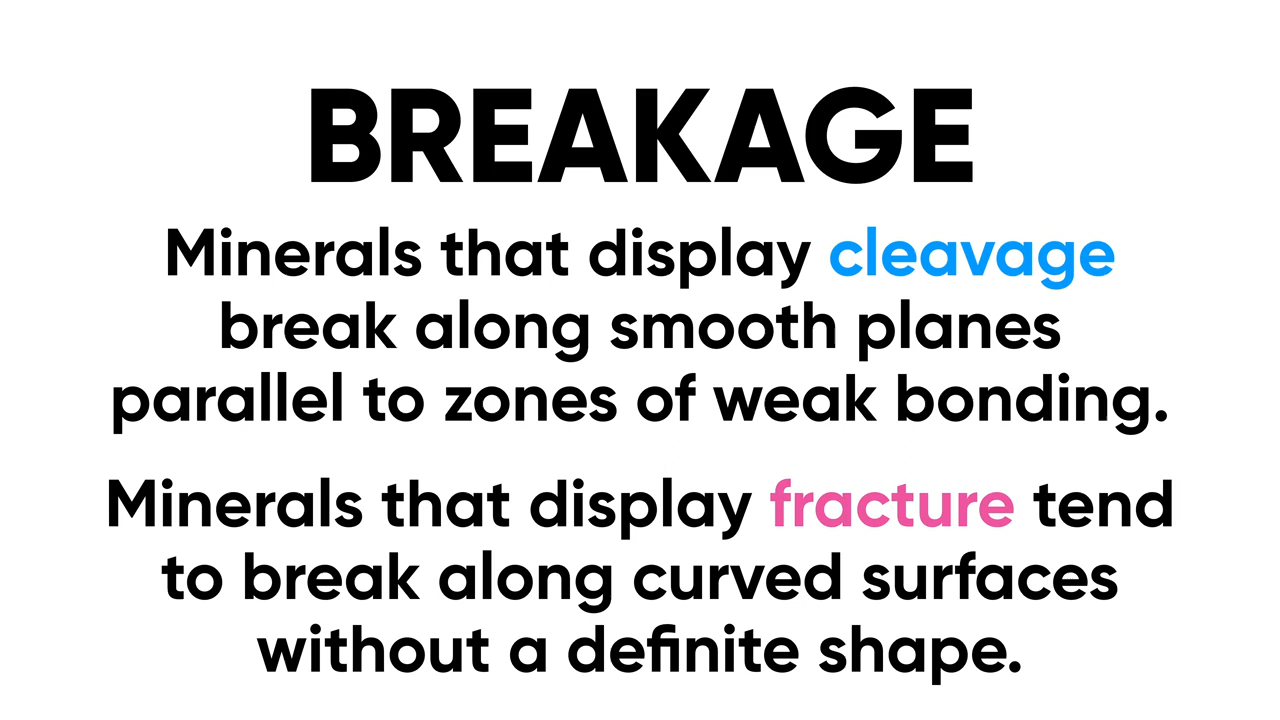 BREAKAGE
Minerals that display cleavage
break along smooth planes
parallel to zones of weak bonding.
Minerals that display fracture tend
to break along curved surfaces
without a definite shape.